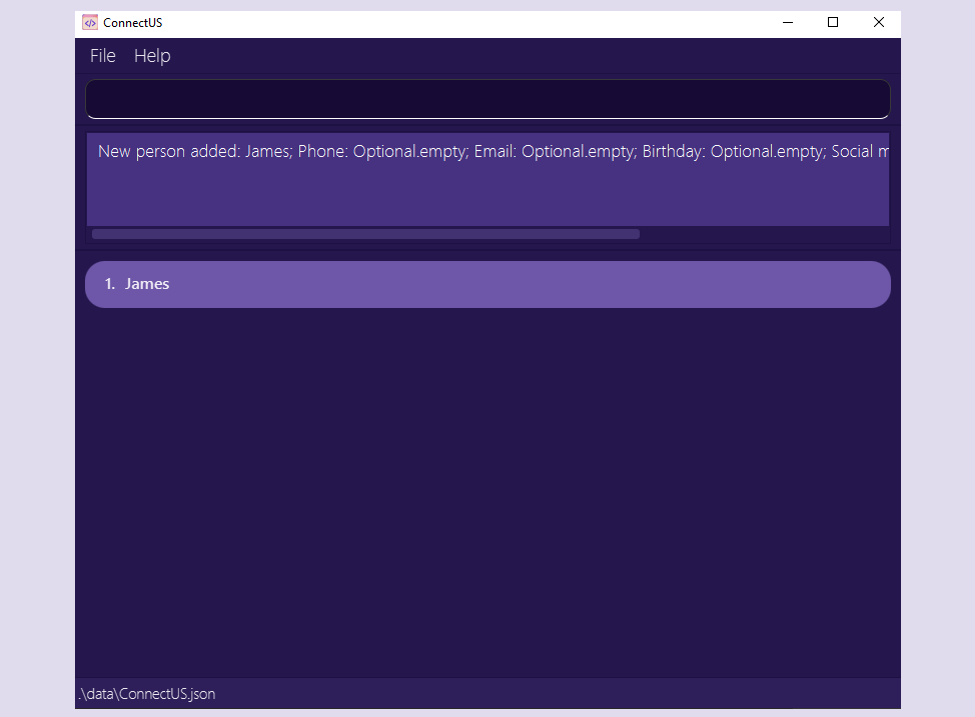 ConnectUS
File Help
New person added: James; Phone: Optional.empty; Email: Optional.empty; Birthday: Optional.empty; Social
1. James
.\data\ConnectUS.json